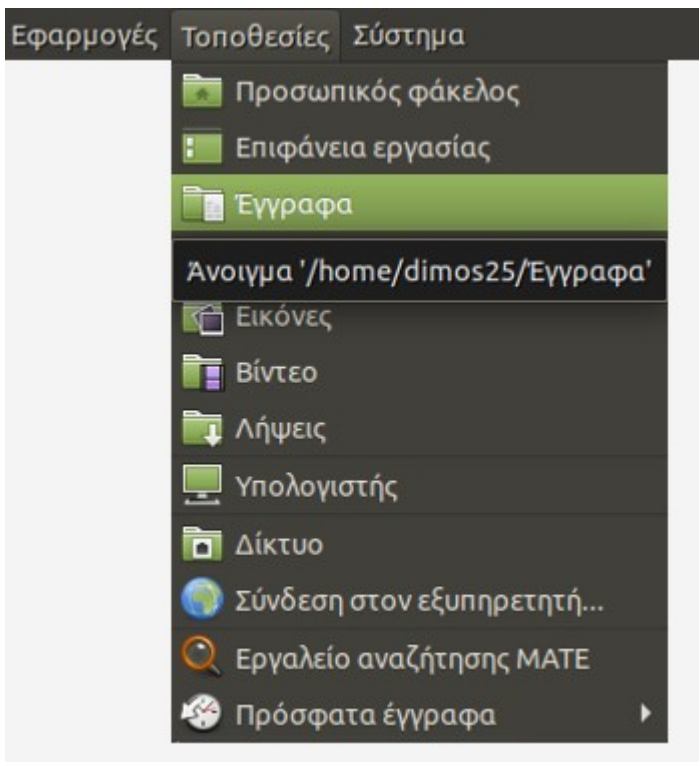 Εφαρμογές Τοποθεσίες Σύστημα
Προσωπικός φάκελος
Επιφάνεια εργασίας
Έγγραφα
Άνοιγμα '/home/dimos25/Έγγραφα'
Εικόνες
Βίντεο
Λήψεις
Υπολογιστής
Δίκτυο
Σύνδεση στον εξυπηρετητή...
Εργαλείο αναζήτησης MATE
Πρόσφατα έγγραφα